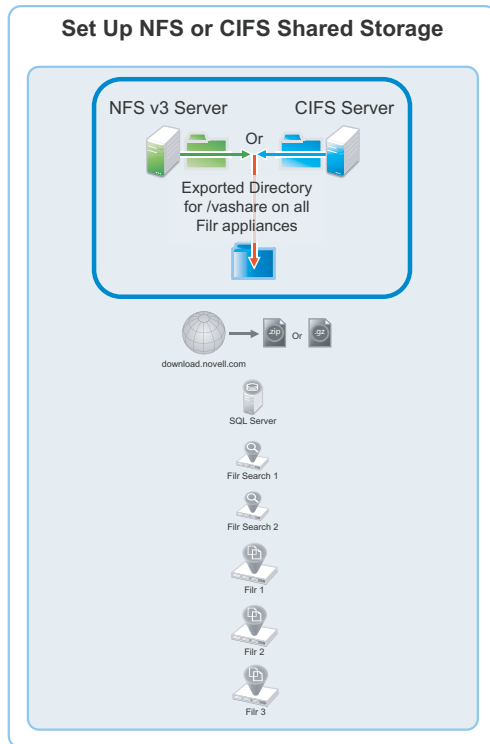 Set Up NFS or CIFS Shared Storage
NFS v3 Server
CIFS Server
Or
Exported Directory
for /vashare on all
Filr appliances
.zip
Or
.gz
download.novell.com
SQL Server
Filr Search 1
Filr Search 2
Filr 1
Filr 2
Filr 3